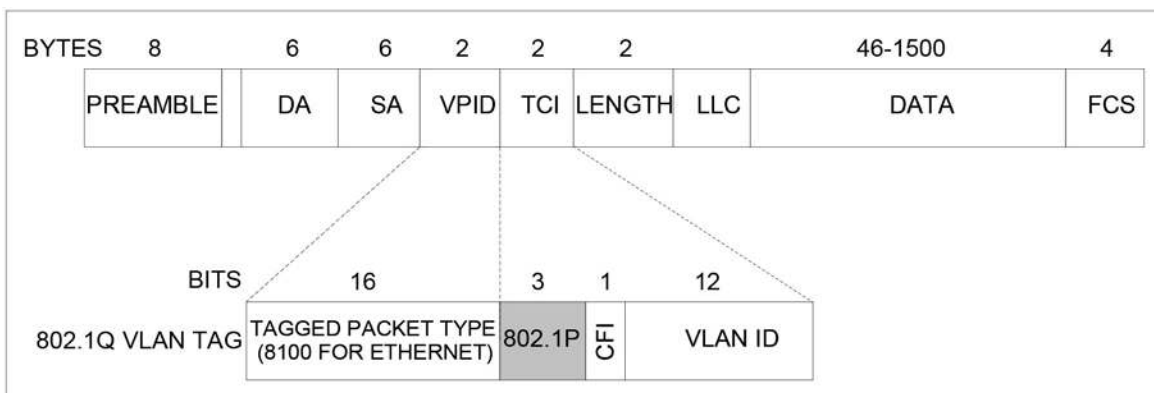 BYTES 8 6 6 2 2 2 46-1500 4
PREAMBLE DA SA VPID TCI LENGTH LLC DATA FCS
BITS 16 3 1 12
802.1Q VLAN TAG TAGGED PACKET TYPE (8100 FOR ETHERNET) 802.1P CFI VLAN ID